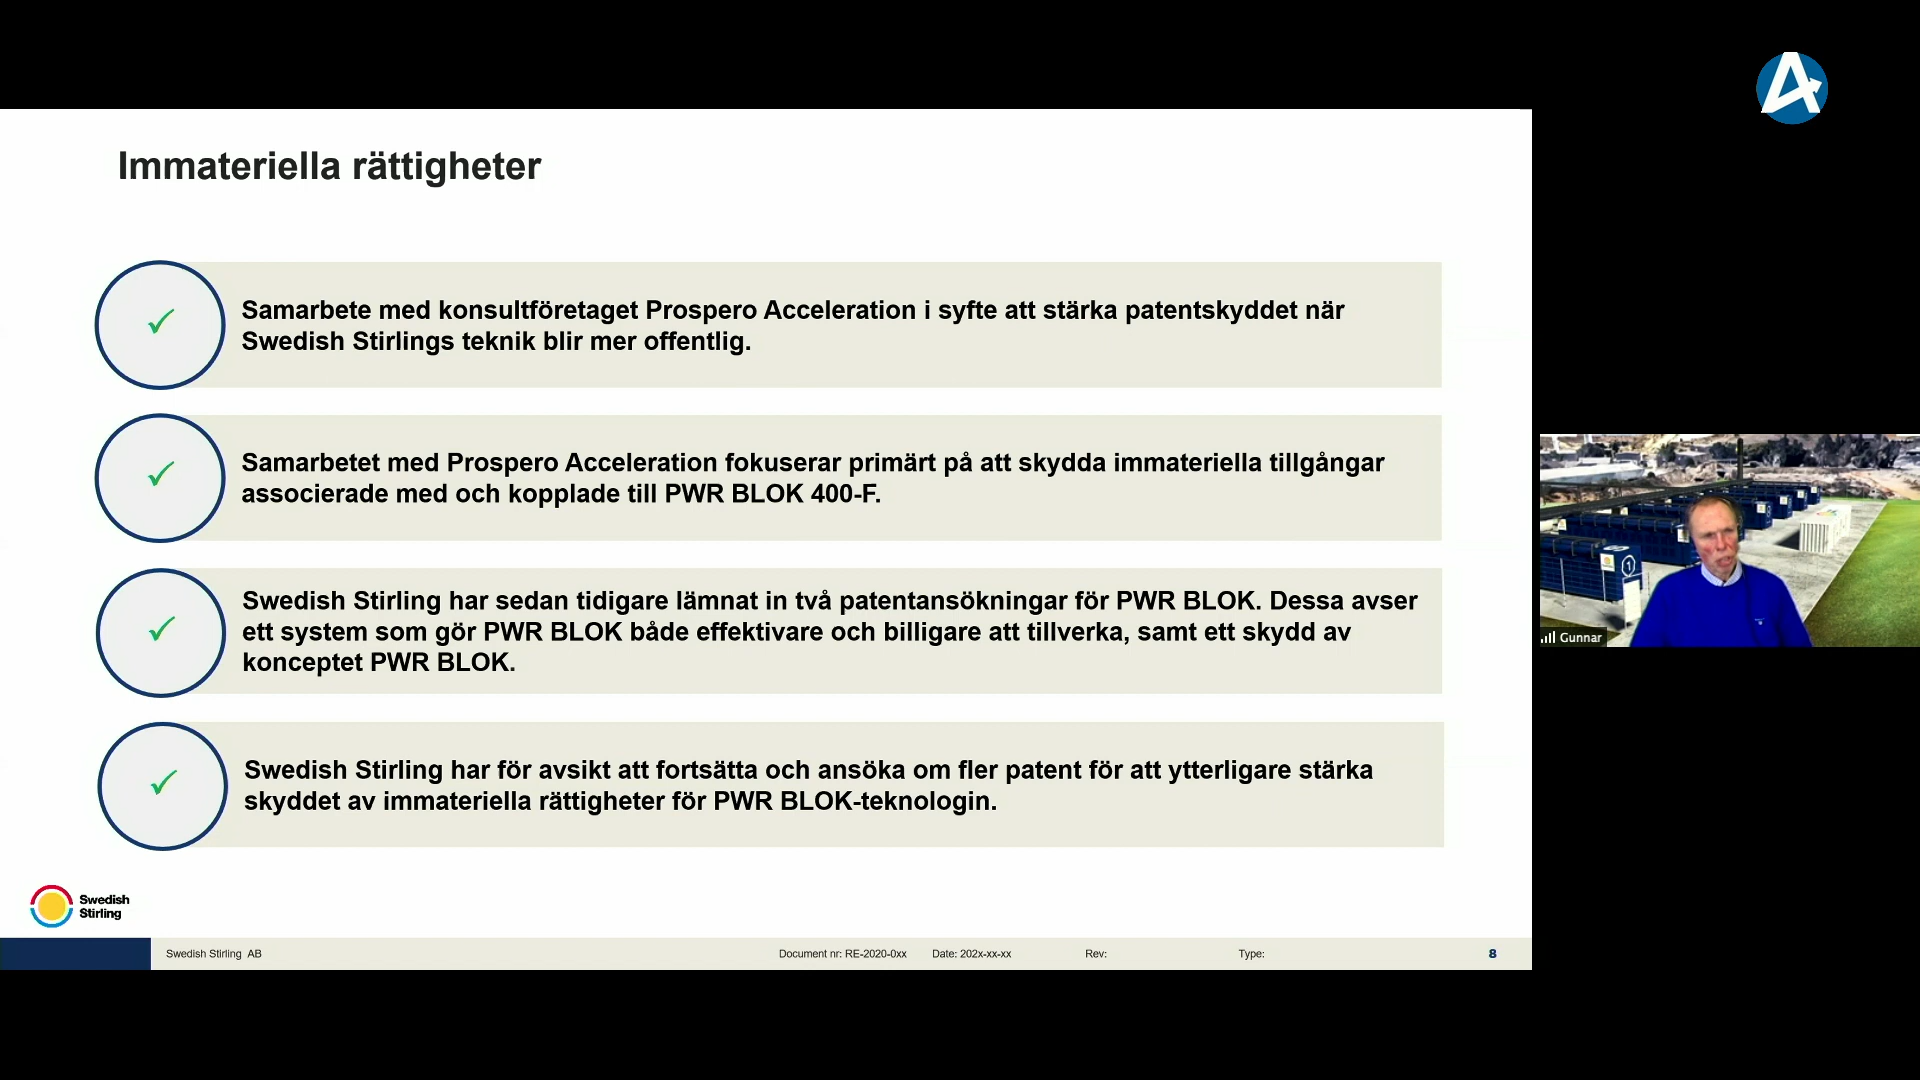 Immateriella rättigheter
Samarbete med konsultföretaget Prospero Acceleration i syfte att stärka patentskyddet när
Swedish Stirlings teknik blir mer offentlig.
Samarbetet med Prospero Acceleration fokuserar primärt på att skydda immateriella tillgångar
associerade med och kopplade till PWR BLOK 400-F.
Swedish Stirling har sedan tidigare lämnat in två patentansökningar för PWR BLOK. Dessa avser
ett system som gör PWR BLOK både effektivare och billigare att tillverka, samt ett skydd av
konceptet PWR BLOK.
Swedish Stirling har för avsikt att fortsätta och ansöka om fler patent för att ytterligare stärka
skyddet av immateriella rättigheter för PWR BLOK-teknologin.
Swedish
Stirling
Swedish Stirling AB
Document nr: RE-2020-0xx
Date: 202x-xx-xx
Rev:
Type:
8
1
Gunnar